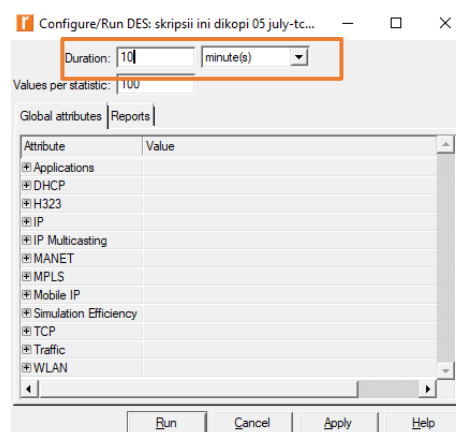 Configure/Run DES: skripsii ini dikopi 05 july-tc...
Duration: 10 minute(s)
Values per statistic: 100
Global attributes Reports
Attribute Value
Applications
DHCP
H323
IP
IP Multicasting
MANET
MPLS
Mobile IP
Simulation Efficiency
TCP
Traffic
WLAN
Run Cancel Apply Help